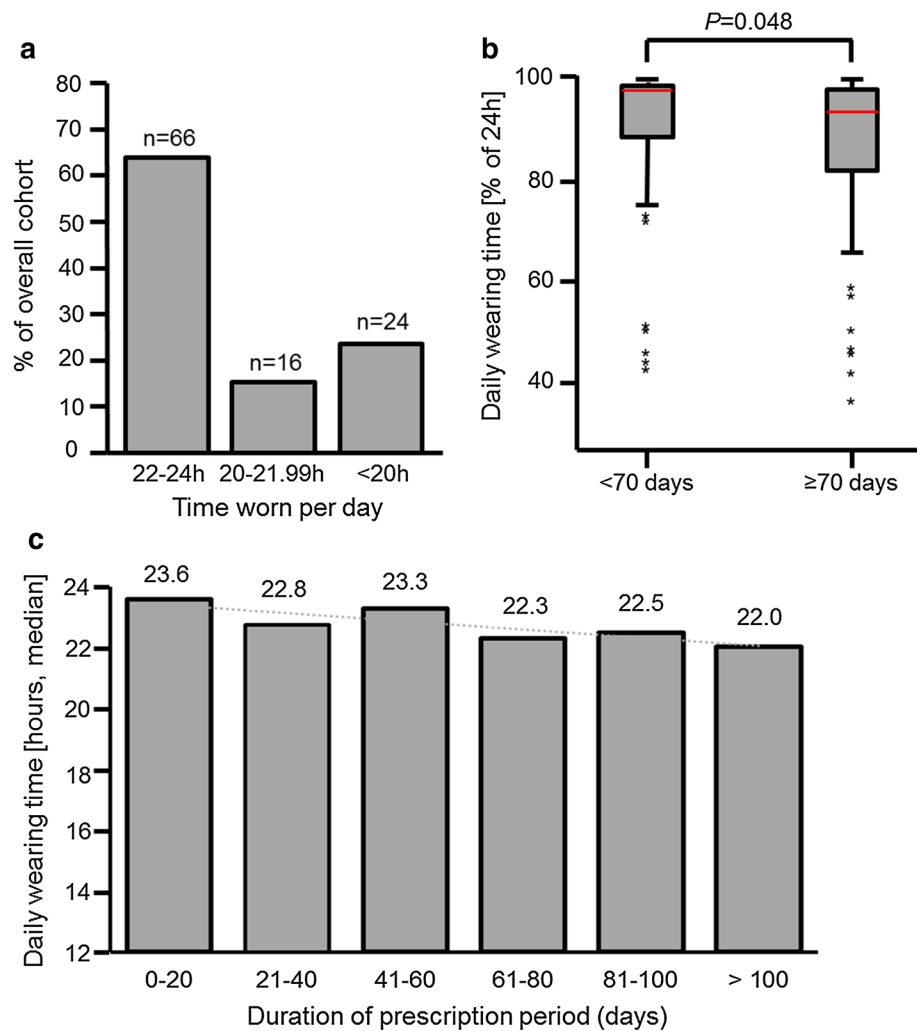 a
% of overall cohort
80
70
60
50
40
30
20
10
0
n=66
n=16
n=24
22-24h
20-21.99h
<20h
Time worn per day
b
P=0.048
Daily wearing time [% of 24h]
100
80
60
40
*
*
*
*
*
*
*
*
*
*
*
*
*
*
<70 days
≥70 days
c
Daily wearing time [hours, median]
24
22
20
18
16
14
12
23.6
22.8
23.3
22.3
22.5
22.0
0-20
21-40
41-60
61-80
81-100
> 100
Duration of prescription period (days)